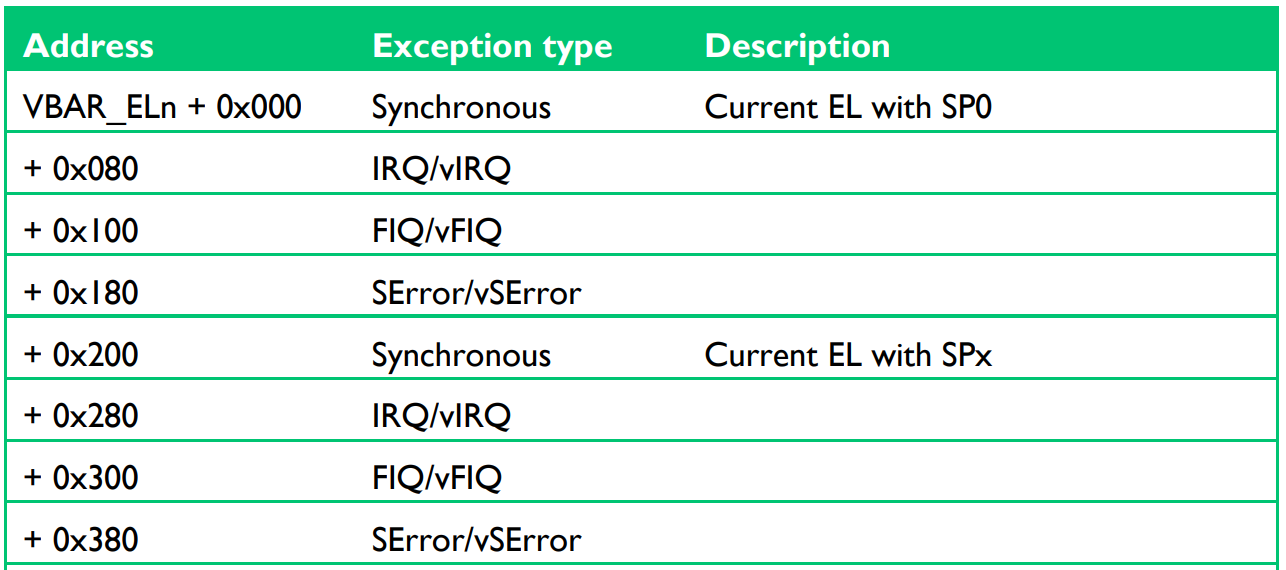 Address Exception type Description
VBAR_ELn + 0x000 Synchronous Current EL with SP0
+ 0x080 IRQ/vIRQ
+ 0x100 FIQ/vFIQ
+ 0x180 SError/vSError
+ 0x200 Synchronous Current EL with SPx
+ 0x280 IRQ/vIRQ
+ 0x300 FIQ/vFIQ
+ 0x380 SError/vSError